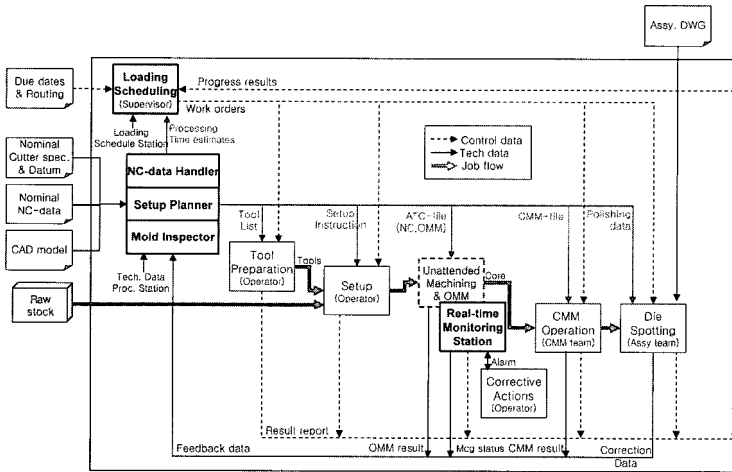 Assy. DWG
Due dates
& Routing
Loading
Scheduling
(Supervisor)
Progress results
Work orders
Loading
Schedule Station
Processing
Time estimates
Control data
Tech data
Job flow
Nominal
Cutter spec.
& Datum
Nominal
NC-data
CAD model
NC-data Handler
Setup Planner
Mold Inspector
Tool
List
Setup
Instruction
ATC-file
(NC,OMM)
CMM-file
Polishing
data
Tech. Data
Proc. Station
Tool
Preparation
(Operator)
Tools
Setup
(Operator)
Unattended
Machining
& OMM
Core
Real-time
Monitoring
Station
CMM
Operation
(CMM team)
Die
Spotting
(Assy team)
Raw
stock
Alarm
Corrective
Actions
(Operator)
Result report
Feedback data
OMM result
Mcg status
CMM result
Correction
Data